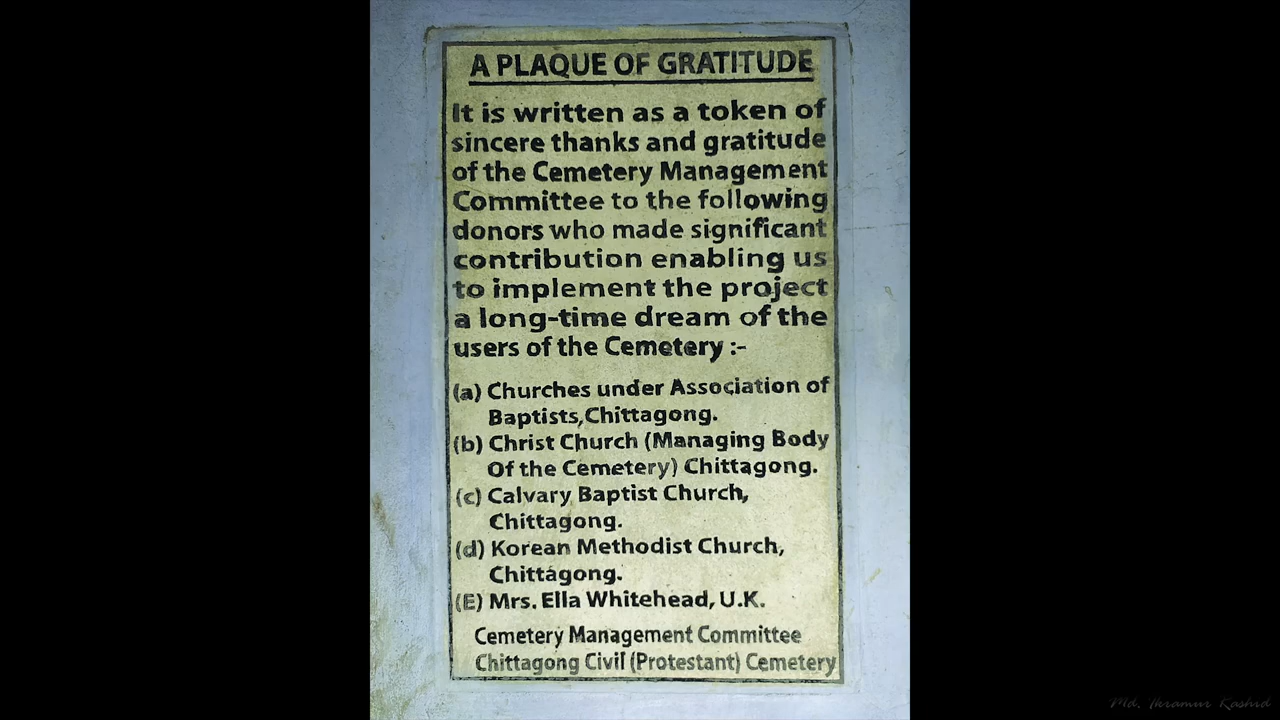 A PLAQUE OF GRATITUDE
It is written as a token of
sincere thanks and gratitude
of the Cemetery Management
Committee to the following
donors who made significant
contribution enabling us
to implement the project
a long-time dream of the
users of the Cemetery :-
(a) Churches under Association of
Baptists,Chittagong.
(b) Christ Church (Managing Body
Of the Cemetery) Chittagong.
(c) Calvary Baptist Church,
Chittagong.
(d) Korean Methodist Church,
Chittagong.
(E) Mrs. Ella Whitehead, U.K.
Cemetery Management Committee
Chittagong Civil (Protestant) Cemetery
Md. Ikramur Rashid